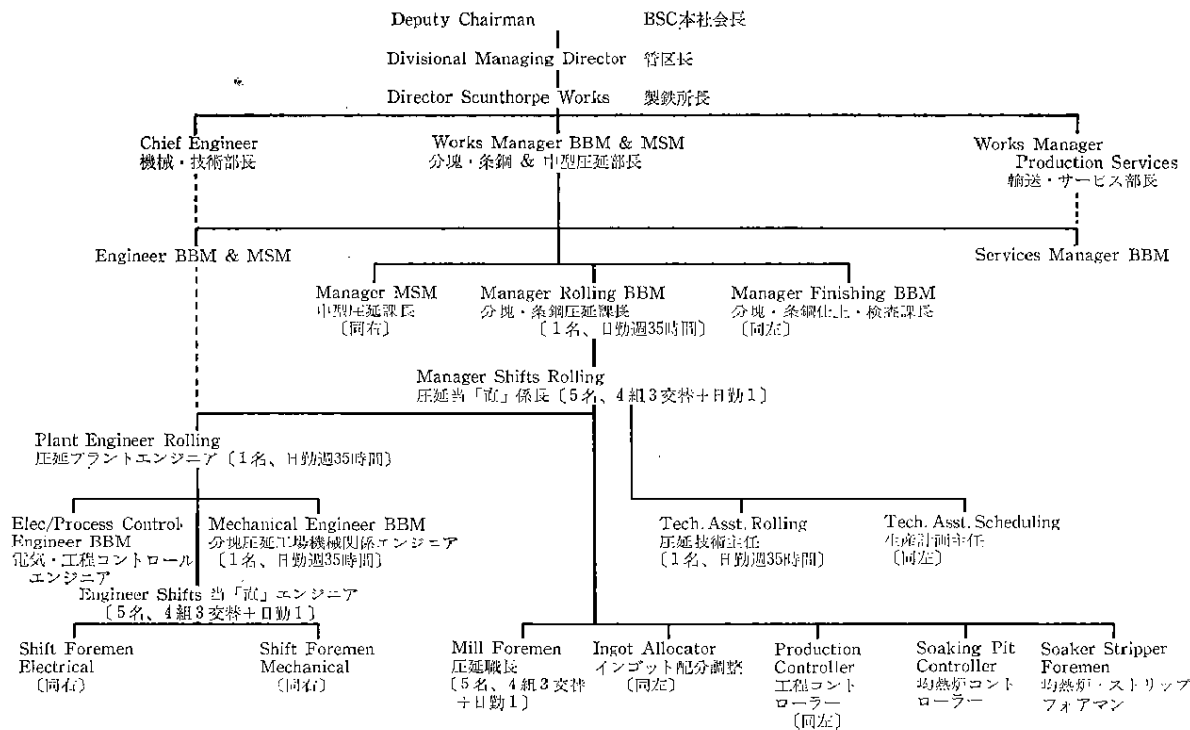 Deputy Chairman BSC本社会長
Divisional Managing Director 管区長
Director Scunthorpe Works 製鉄所長
Chief Engineer
機械・技術部長
Works Manager BBM & MSM
分塊・条鋼 & 中型圧延部長
Works Manager
Production Services
輸送・サービス部長
Engineer BBM & MSM
Services Manager BBM
Manager MSM
中型圧延課長
〔同右〕
Manager Rolling BBM
分塊・条鋼圧延課長
〔1名、日勤週35時間〕
Manager Finishing BBM
分塊・条鋼仕上・検査課長
〔同左〕
Manager Shifts Rolling
圧延当「直」係長〔5名、4組3交替+日勤1〕
Plant Engineer Rolling
圧延プラントエンジニア〔1名、日勤週35時間〕
Elec/Process Control
Engineer BBM
電気・工程コントロール
エンジニア
Mechanical Engineer BBM
分塊圧延工場機械関係エンジニア
〔1名、日勤週35時間〕
Tech. Asst. Rolling
圧延技術主任
〔1名、日勤週35時間〕
Tech. Asst. Scheduling
生産計画主任
〔同左〕
Engineer Shifts 当「直」エンジニア
〔5名、4組3交替+日勤1〕
Shift Foremen
Electrical
〔同右〕
Shift Foremen
Mechanical
〔同右〕
Mill Foremen
圧延職長
〔5名、4組3交替
+日勤1〕
Ingot Allocator
インゴット配分調整
〔同左〕
Production
Controller
工程コント
ローラー
〔同左〕
Soaking Pit
Controller
均熱炉コント
ローラー
Soaker Stripper
Foremen
均熱炉・ストリップ
フォアマン